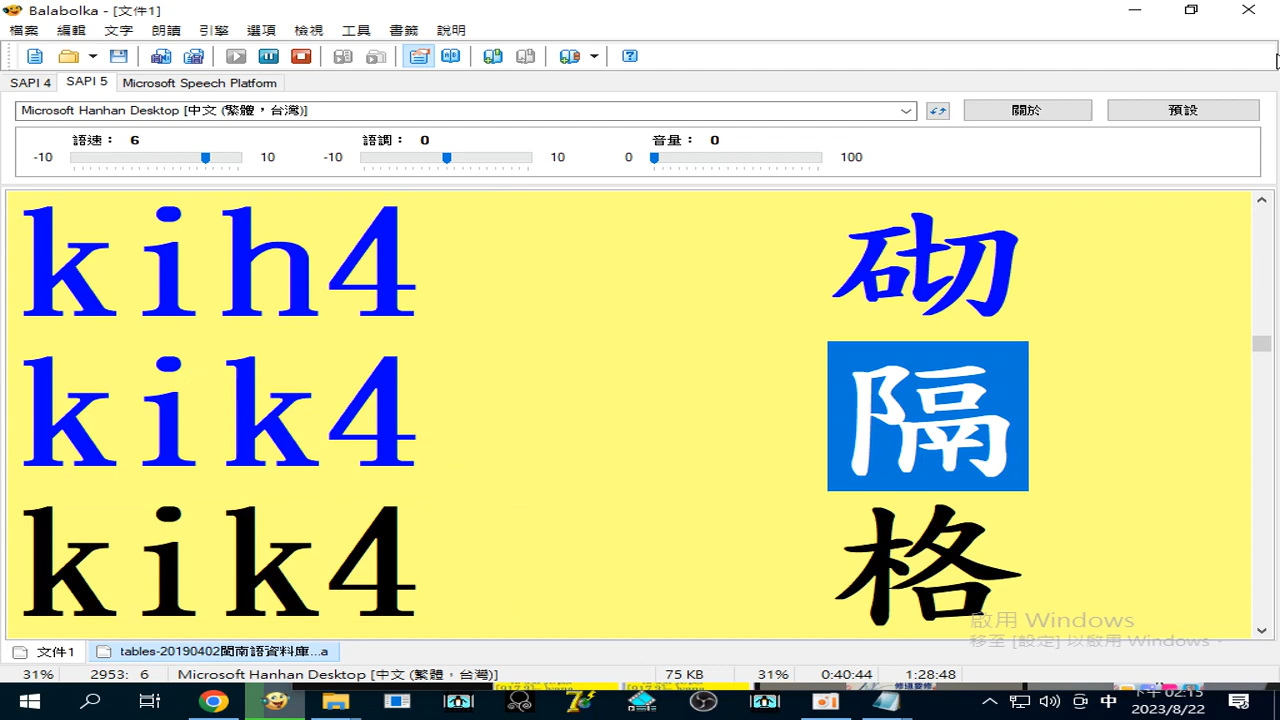 Balabolka - [文件1]
檔案 編輯 文字 朗讀 引擎 選項 檢視 工具 書籤 說明
SAPI 4 SAPI 5 Microsoft Speech Platform
Microsoft Hanhan Desktop [中文 (繁體，台灣)] 關於 預設
語速： 6 語調： 0 音量： 0
-10 10 -10 10 0 100
kih4 砌
kik4 隔
kik4 格
啟用 Windows
移至 [設定] 以啟用 Windows。
文件1 tables-20190402閩南語資料庫...a
31% 2953: 6 Microsoft Hanhan Desktop [中文 (繁體，台灣)] 75 KB 31% 0:40:44 1:28:48
中 下午 02:15
2023/8/22